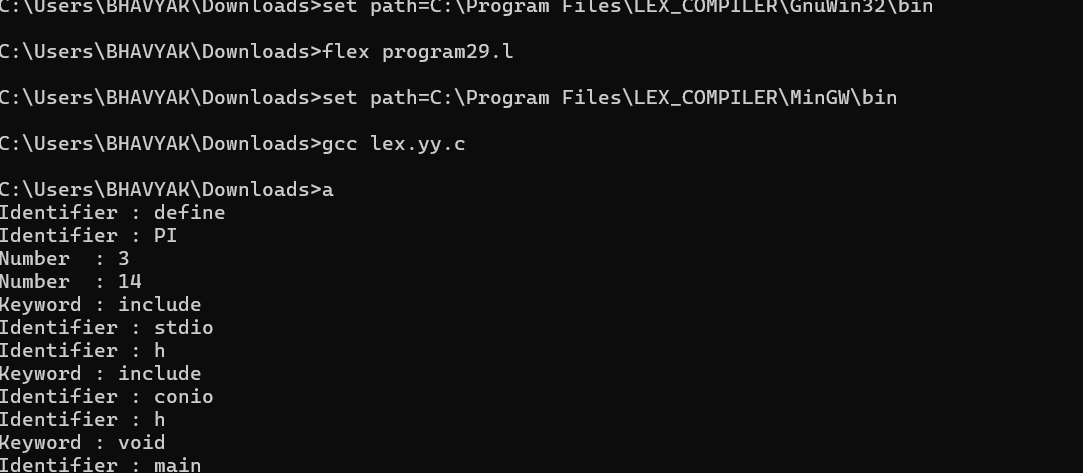 C:\Users\BHAVYAK\Downloads>set path=C:\Program Files\LEX_COMPILER\GnuWin32\bin
C:\Users\BHAVYAK\Downloads>flex program29.l
C:\Users\BHAVYAK\Downloads>set path=C:\Program Files\LEX_COMPILER\MinGW\bin
C:\Users\BHAVYAK\Downloads>gcc lex.yy.c
C:\Users\BHAVYAK\Downloads>a
Identifier : define
Identifier : PI
Number  : 3
Number  : 14
Keyword : include
Identifier : stdio
Identifier : h
Keyword : include
Identifier : conio
Identifier : h
Keyword : void
Identifier : main